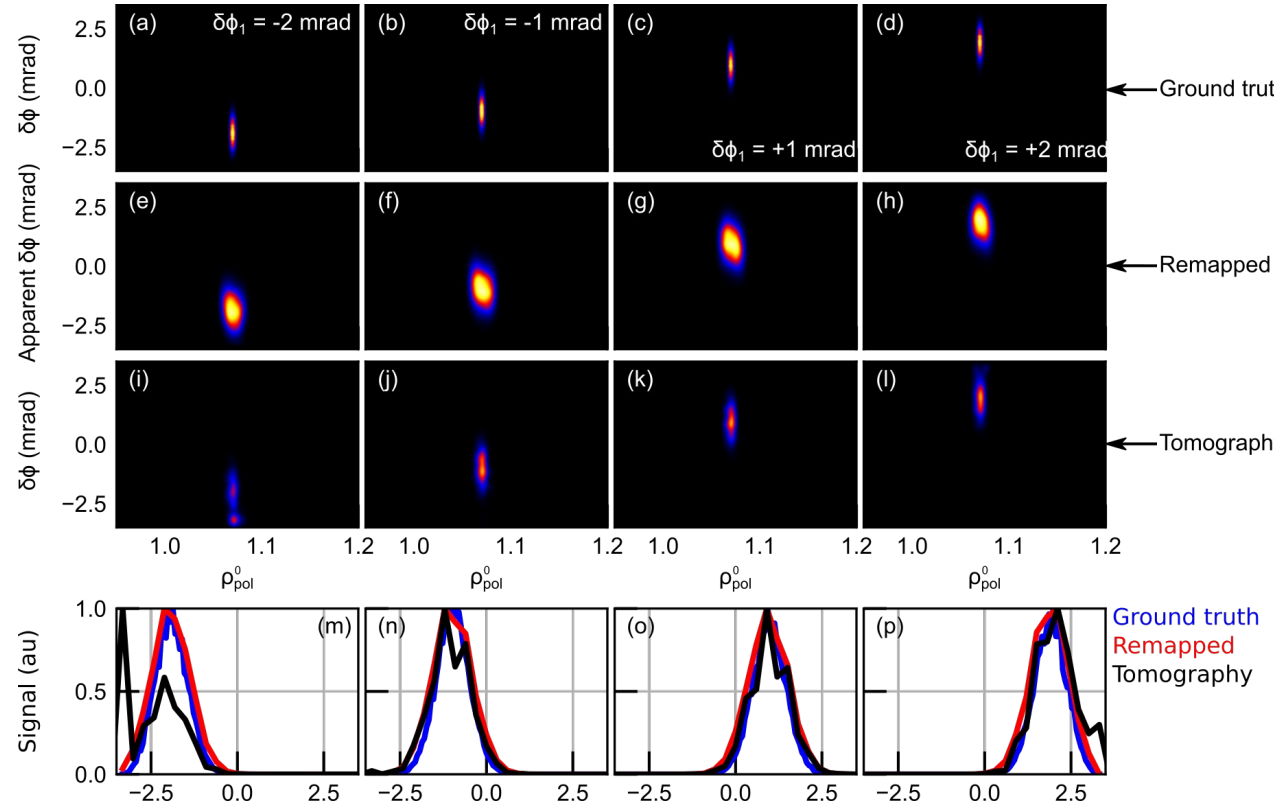 (a) δϕ₁ = -2 mrad
(b) δϕ₁ = -1 mrad
(c)
(d)
δϕ₁ = +1 mrad
δϕ₁ = +2 mrad
δϕ (mrad)
2.5
0.0
−2.5
Ground trut
(e)
(f)
(g)
(h)
Apparent δϕ (mrad)
2.5
0.0
−2.5
Remapped
(i)
(j)
(k)
(l)
δϕ (mrad)
2.5
0.0
−2.5
Tomograph
1.0 1.1 1.2
1.0 1.1 1.2
1.0 1.1 1.2
1.0 1.1 1.2
ρ⁰pol
ρ⁰pol
ρ⁰pol
ρ⁰pol
Signal (au)
1.0
0.5
0.0
(m)
(n)
(o)
(p)
Ground truth
Remapped
Tomography
−2.5 0.0 2.5
−2.5 0.0 2.5
−2.5 0.0 2.5
−2.5 0.0 2.5